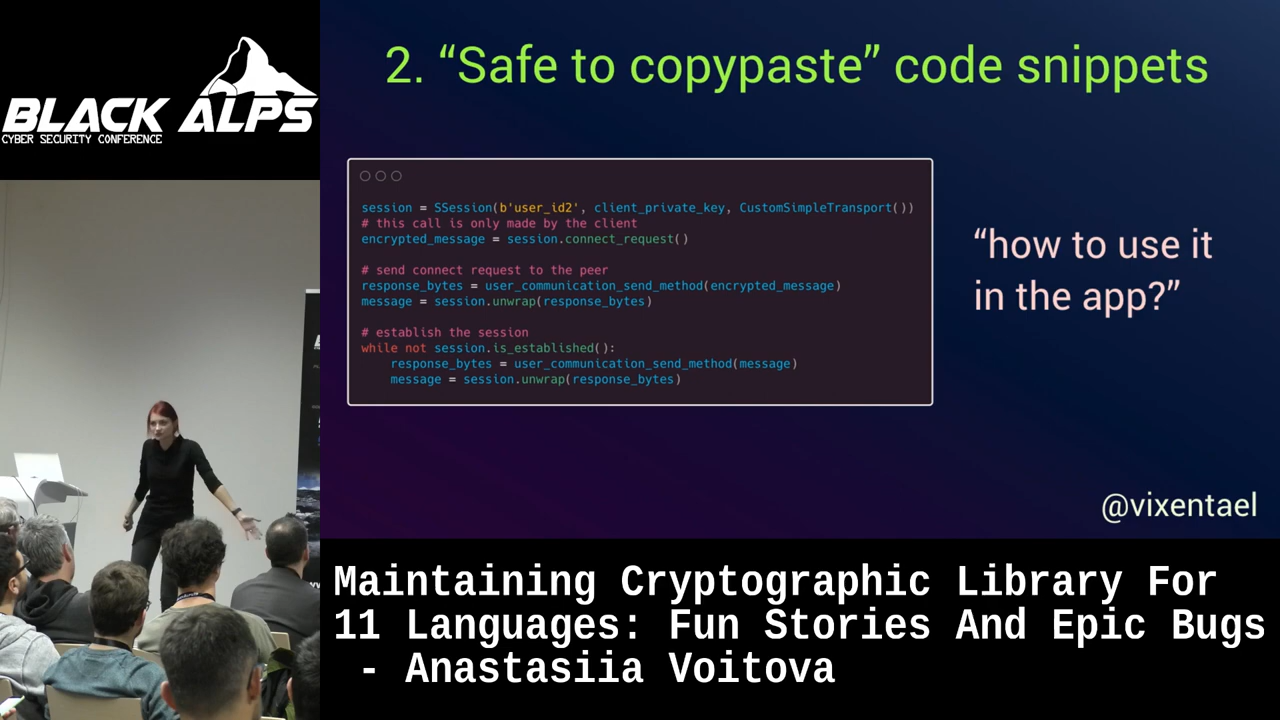 BLACK ALPS
CYBER SECURITY CONFERENCE
2. “Safe to copypaste” code snippets
session = SSession(b'user_id2', client_private_key, CustomSimpleTransport())
# this call is only made by the client
encrypted_message = session.connect_request()
# send connect request to the peer
response_bytes = user_communication_send_method(encrypted_message)
message = session.unwrap(response_bytes)
# establish the session
while not session.is_established():
    response_bytes = user_communication_send_method(message)
    message = session.unwrap(response_bytes)
“how to use it
in the app?”
@vixentael
Maintaining Cryptographic Library For
11 Languages: Fun Stories And Epic Bugs
- Anastasiia Voitova